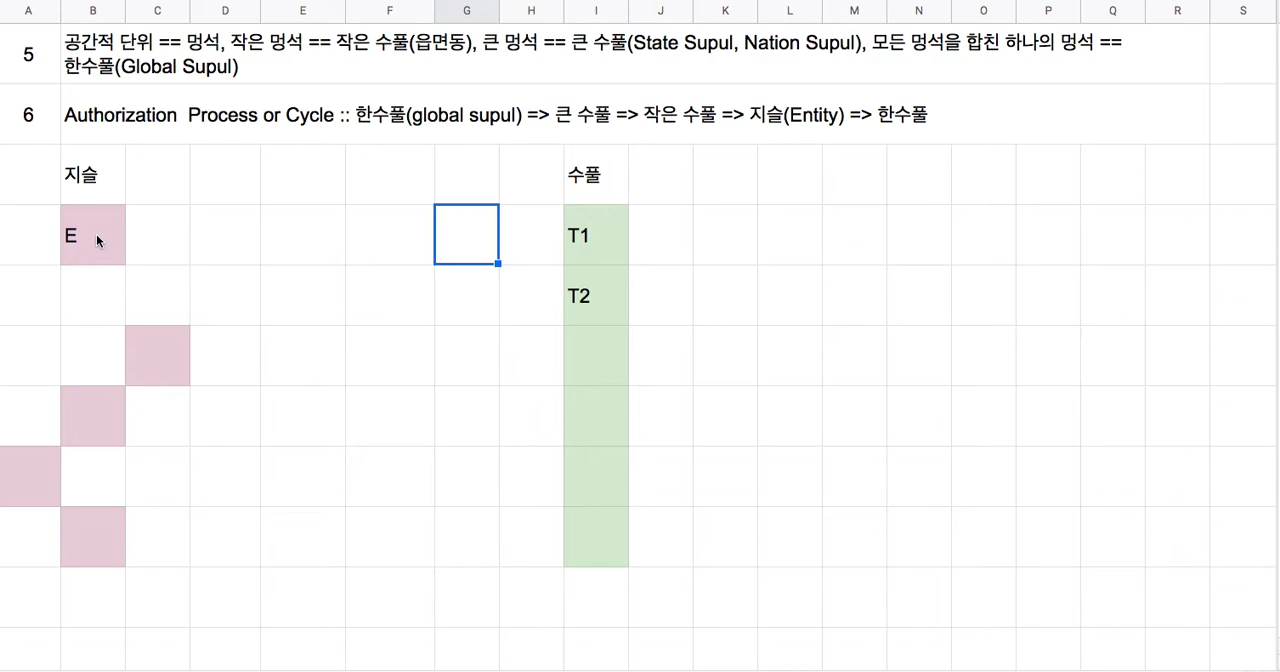 A B C D E F G H I J K L M N O P Q R S
5 공간적 단위 == 멍석, 작은 멍석 == 작은 수풀(읍면동), 큰 멍석 == 큰 수풀(State Supul, Nation Supul), 모든 멍석을 합친 하나의 멍석 ==
한수풀(Global Supul)
6 Authorization Process or Cycle :: 한수풀(global supul) => 큰 수풀 => 작은 수풀 => 지슬(Entity) => 한수풀
지슬 수풀
E T1
T2